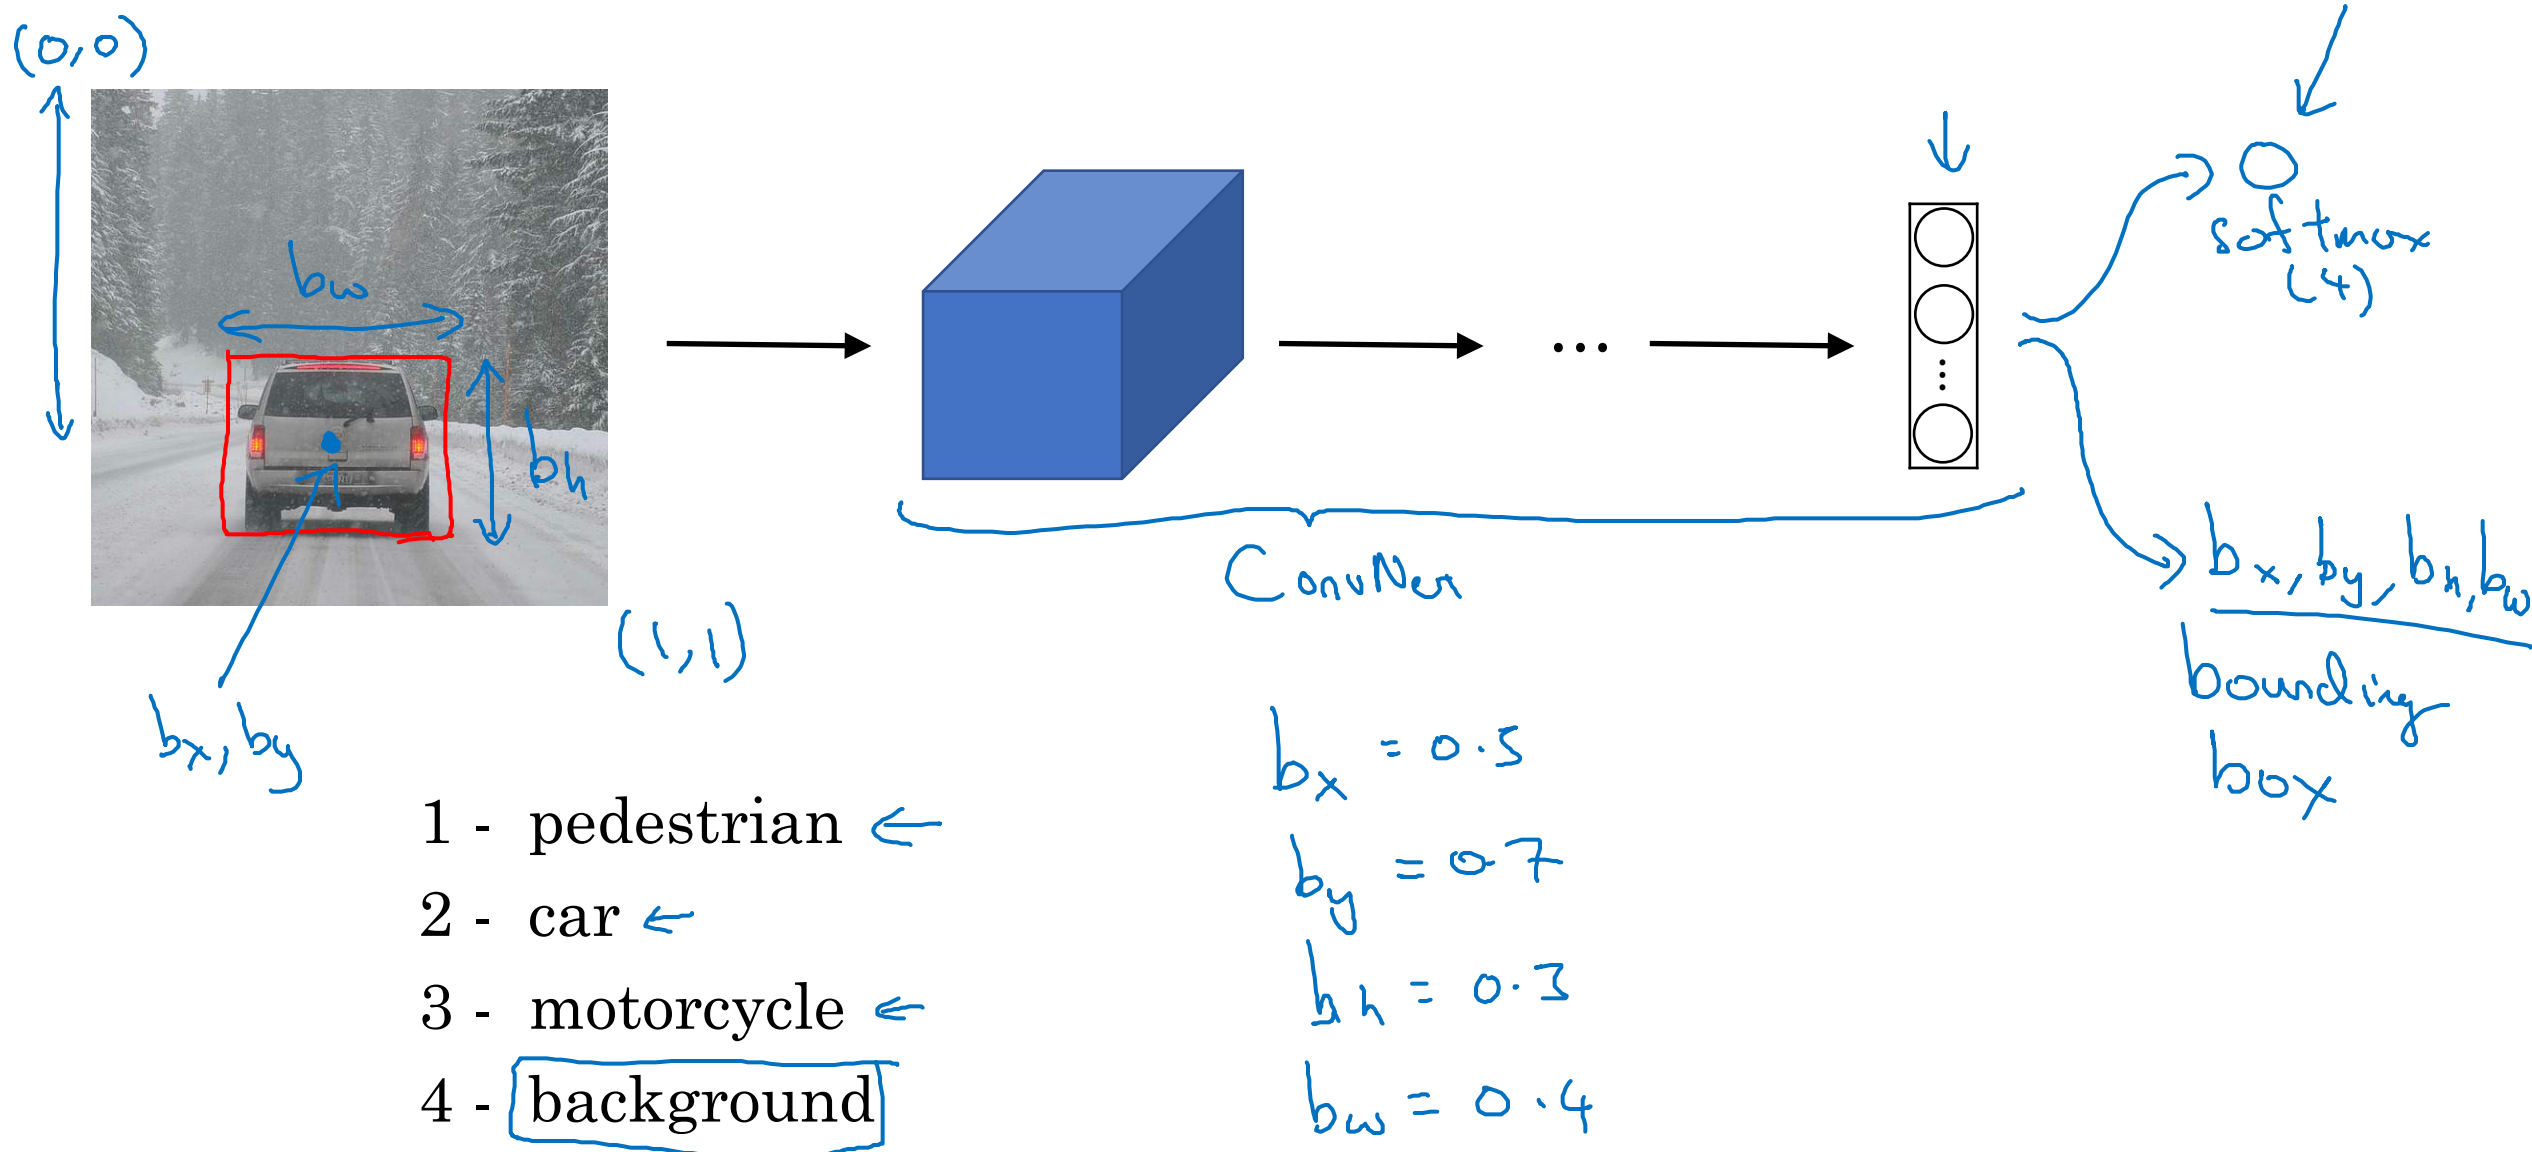 (0,0)
bw
bh
(1,1)
bx, by
...
ConvNet
softmax
(4)
bx, by, bh, bw
bounding
box
1 - pedestrian
2 - car
3 - motorcycle
4 - background
bx = 0.5
by = 0.7
bh = 0.3
bw = 0.4